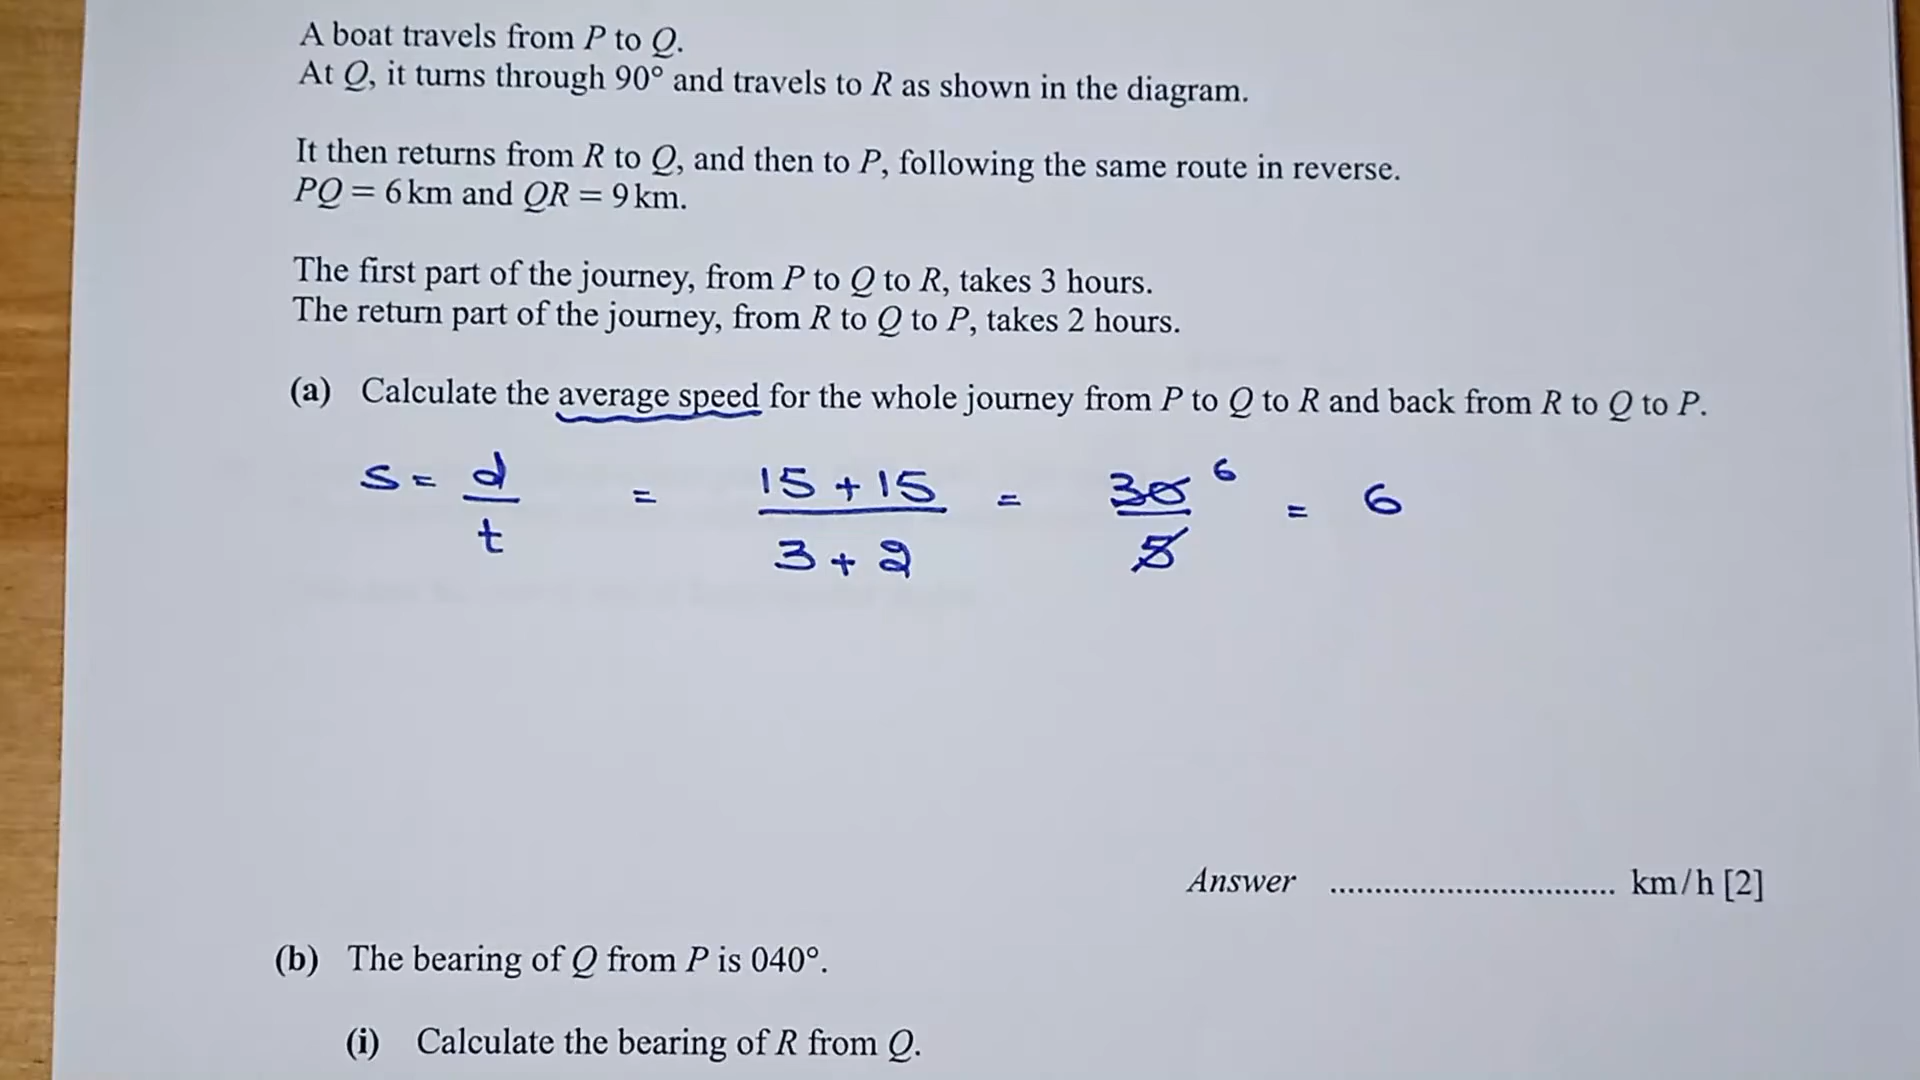 A boat travels from P to Q.
At Q, it turns through 90° and travels to R as shown in the diagram.
It then returns from R to Q, and then to P, following the same route in reverse.
PQ = 6 km and QR = 9 km.
The first part of the journey, from P to Q to R, takes 3 hours.
The return part of the journey, from R to Q to P, takes 2 hours.
(a) Calculate the average speed for the whole journey from P to Q to R and back from R to Q to P.
s = d/t = 15 + 15/3 + 2 = 30/5 6 = 6
Answer ................................ km/h [2]
(b) The bearing of Q from P is 040°.
(i) Calculate the bearing of R from Q.